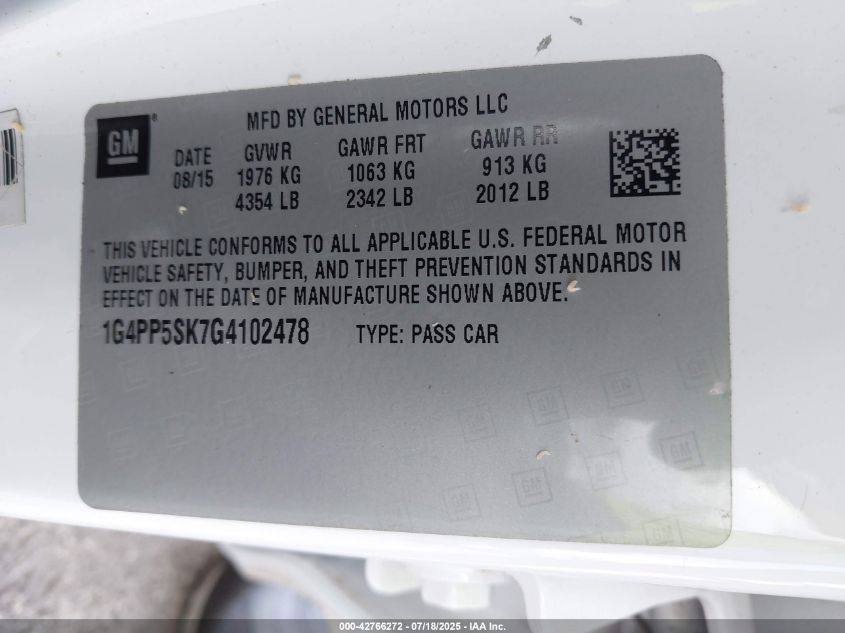 GM
MFD BY GENERAL MOTORS LLC
DATE GVWR GAWR FRT GAWR RR
08/15 1976 KG 1063 KG 913 KG
4354 LB 2342 LB 2012 LB
THIS VEHICLE CONFORMS TO ALL APPLICABLE U.S. FEDERAL MOTOR
VEHICLE SAFETY, BUMPER, AND THEFT PREVENTION STANDARDS IN
EFFECT ON THE DATE OF MANUFACTURE SHOWN ABOVE.
1G4PP5SK7G4102478 TYPE: PASS CAR
000-42766272 - 07/18/2025 - IAA Inc.